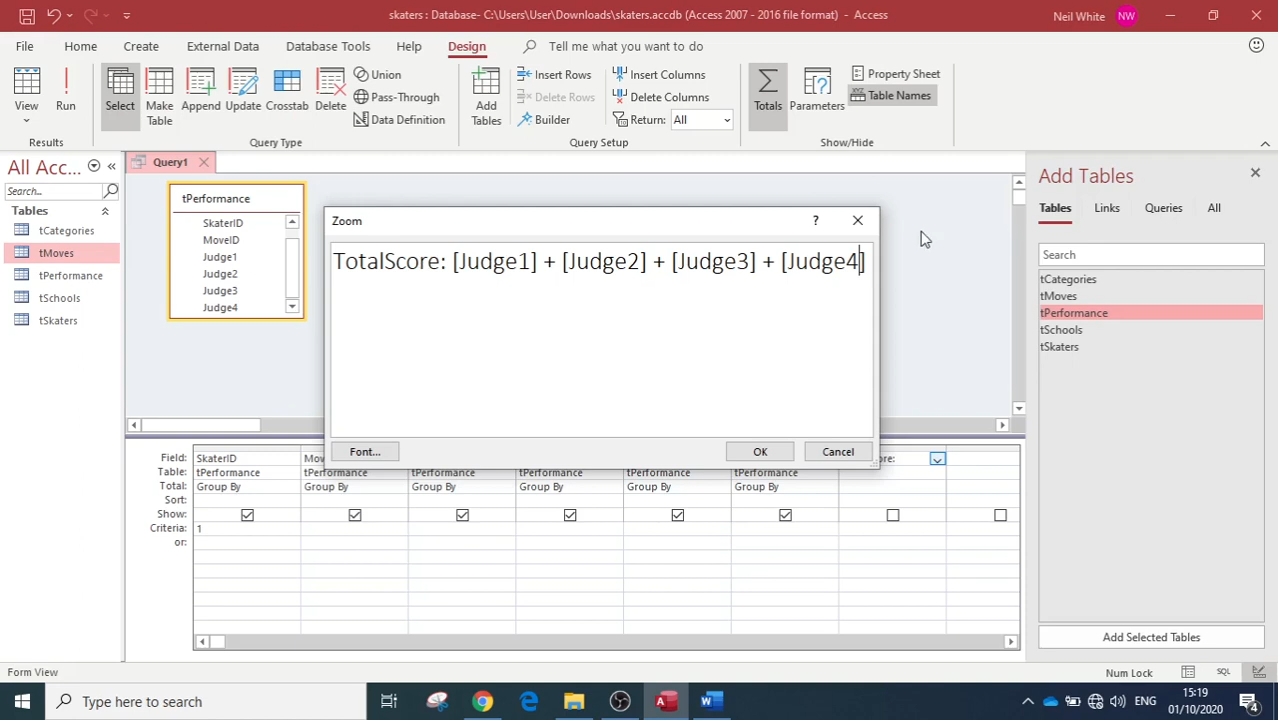 skaters : Database- C:\Users\User\Downloads\skaters.accdb (Access 2007 - 2016 file format) - Access
Neil White
NW
File Home Create External Data Database Tools Help Design Tell me what you want to do
View
Run
Results
Select
Make Table
Append
Update
Crosstab
Delete
Union
Pass-Through
Data Definition
Query Type
Add Tables
Insert Rows
Delete Rows
Builder
Insert Columns
Delete Columns
Return: All
Query Setup
Totals
Parameters
Property Sheet
Table Names
Show/Hide
All Acc...
Search...
Tables
tCategories
tMoves
tPerformance
tSchools
tSkaters
Query1
tPerformance
SkaterID
MoveID
Judge1
Judge2
Judge3
Judge4
Zoom
?
TotalScore: [Judge1] + [Judge2] + [Judge3] + [Judge4]
Font...
OK
Cancel
Field: SkaterID Mov ore:
Table: tPerformance tPerformance tPerformance tPerformance tPerformance tPerformance
Total: Group By Group By Group By Group By Group By Group By
Sort:
Show:
Criteria: 1
or:
Add Tables
Tables Links Queries All
Search
tCategories
tMoves
tPerformance
tSchools
tSkaters
Add Selected Tables
Form View
Num Lock
SQL
Type here to search
ENG
15:19
01/10/2020
4